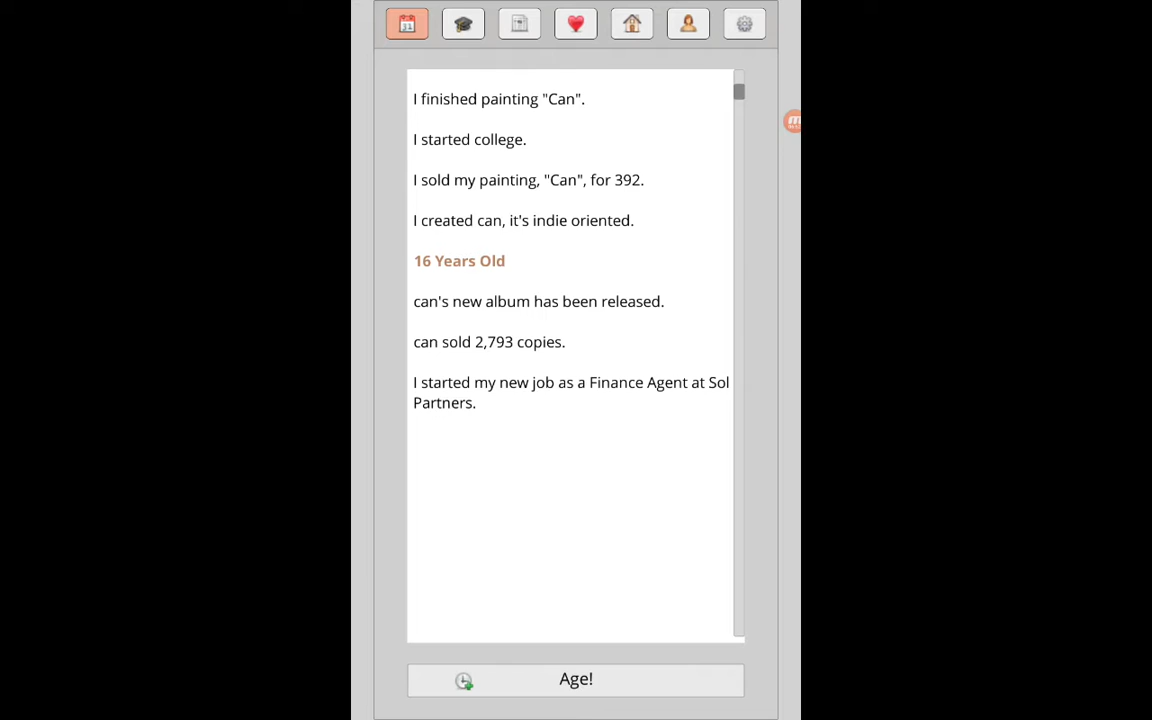 31
I finished painting "Can".
I started college.
I sold my painting, "Can", for 392.
I created can, it's indie oriented.
16 Years Old
can's new album has been released.
can sold 2,793 copies.
I started my new job as a Finance Agent at Sol
Partners.
Age!